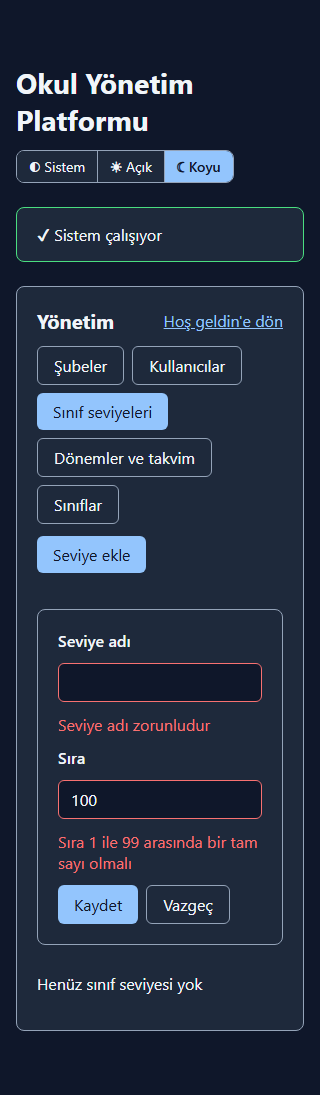 Okul Yönetim
Platformu
◐ Sistem ☀ Açık ☾ Koyu
✓ Sistem çalışıyor
Yönetim Hoş geldin'e dön
Şubeler Kullanıcılar
Sınıf seviyeleri
Dönemler ve takvim
Sınıflar
Seviye ekle
Seviye adı
Seviye adı zorunludur
Sıra
100
Sıra 1 ile 99 arasında bir tam
sayı olmalı
Kaydet Vazgeç
Henüz sınıf seviyesi yok